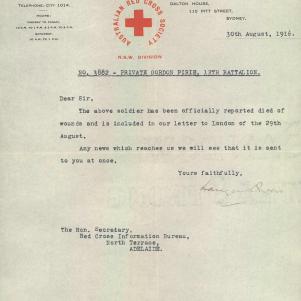 TELEPHONE, CITY 1014.
DALTON HOUSE,
115 PITT STREET,
SYDNEY.
AUSTRALIAN RED CROSS SOCIETY
N.S.W. DIVISION
30th August, 1916.
PRIVATE GORDON PIRIE, 13TH BATTALION.
Dear Sir,
The above soldier has been officially reported died of
wounds and is included in our letter to London of the 29th
August.
Any news which reaches us we will see that it is sent
to you at once.
Yours faithfully,
The Hon. Secretary,
Red Cross Information Bureau,
North Terrace,
ADELAIDE.